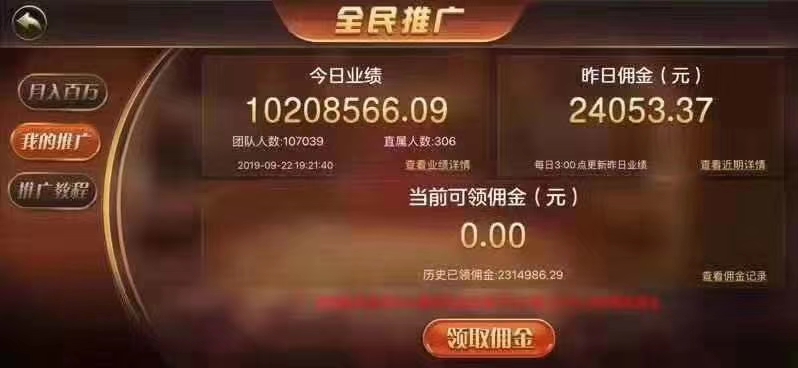 全民推广
月入百万
我的推广
推广教程
今日业绩
10208566.09
团队人数:107039 直属人数:306
2019-09-22 19:21:40 查看业绩详情
昨日佣金（元）
24053.37
每日3:00点更新昨日业绩 查看近期详情
当前可领佣金（元）
0.00
历史已领佣金:2314986.29
查看佣金记录
领取佣金